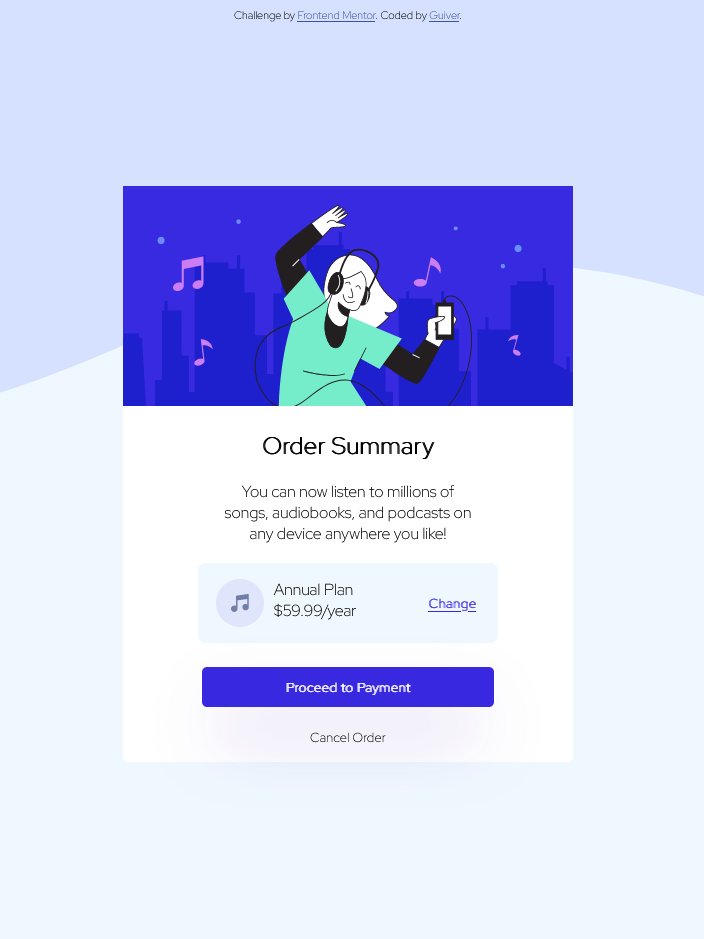 Challenge by Frontend Mentor. Coded by Guiver.
Order Summary
You can now listen to millions of
songs, audiobooks, and podcasts on
any device anywhere you like!
Annual Plan
$59.99/year
Change
Proceed to Payment
Cancel Order